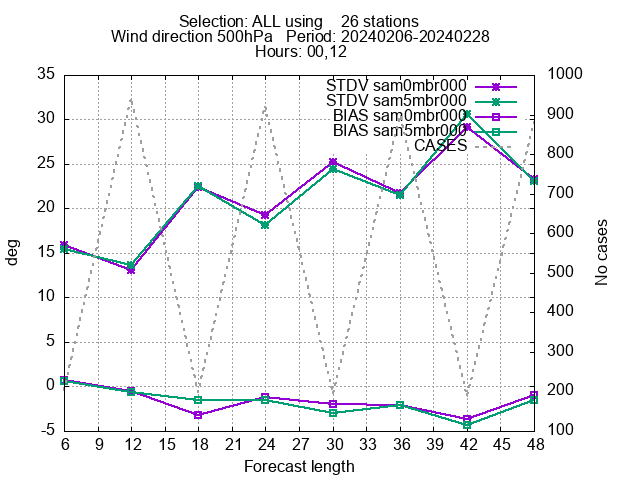 Selection: ALL using    26 stations
Wind direction 500hPa   Period: 20240206-20240228
Hours: 00,12
STDV sam0mbr000
STDV sam5mbr000
BIAS sam0mbr000
BIAS sam5mbr000
CASES
35
30
25
20
15
10
5
0
-5
deg
1000
900
800
700
600
500
400
300
200
100
No cases
6 9 12 15 18 21 24 27 30 33 36 39 42 45 48
Forecast length